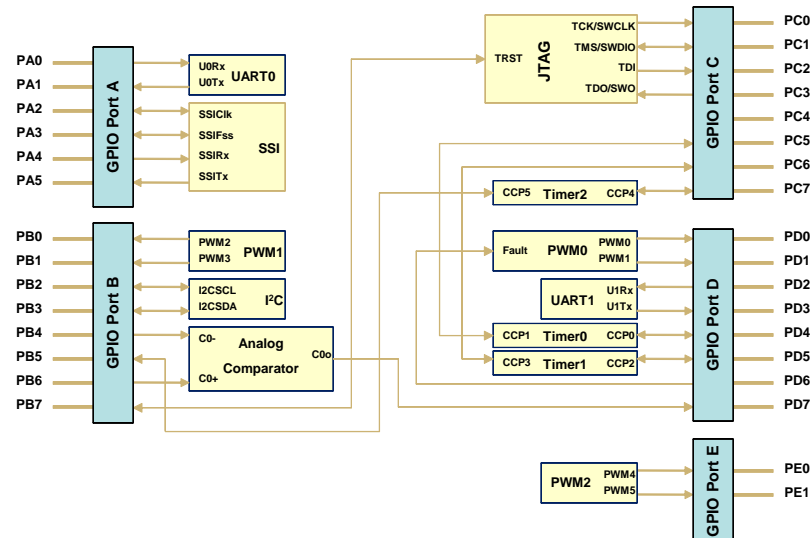 PA0
PA1
PA2
PA3
PA4
PA5
GPIO Port A
U0Rx
U0Tx
UART0
SSIClk
SSIFss
SSIRx
SSITx
SSI
PB0
PB1
PB2
PB3
PB4
PB5
PB6
PB7
GPIO Port B
PWM2
PWM3
PWM1
I2CSCL
I2CSDA
I²C
C0-
C0+
Analog
Comparator
C0o
TRST
JTAG
TCK/SWCLK
TMS/SWDIO
TDI
TDO/SWO
GPIO Port C
PC0
PC1
PC2
PC3
PC4
PC5
PC6
PC7
CCP5
Timer2
CCP4
Fault
PWM0
PWM0
PWM1
UART1
U1Rx
U1Tx
CCP1
Timer0
CCP0
CCP3
Timer1
CCP2
GPIO Port D
PD0
PD1
PD2
PD3
PD4
PD5
PD6
PD7
PWM2
PWM4
PWM5
GPIO Port E
PE0
PE1